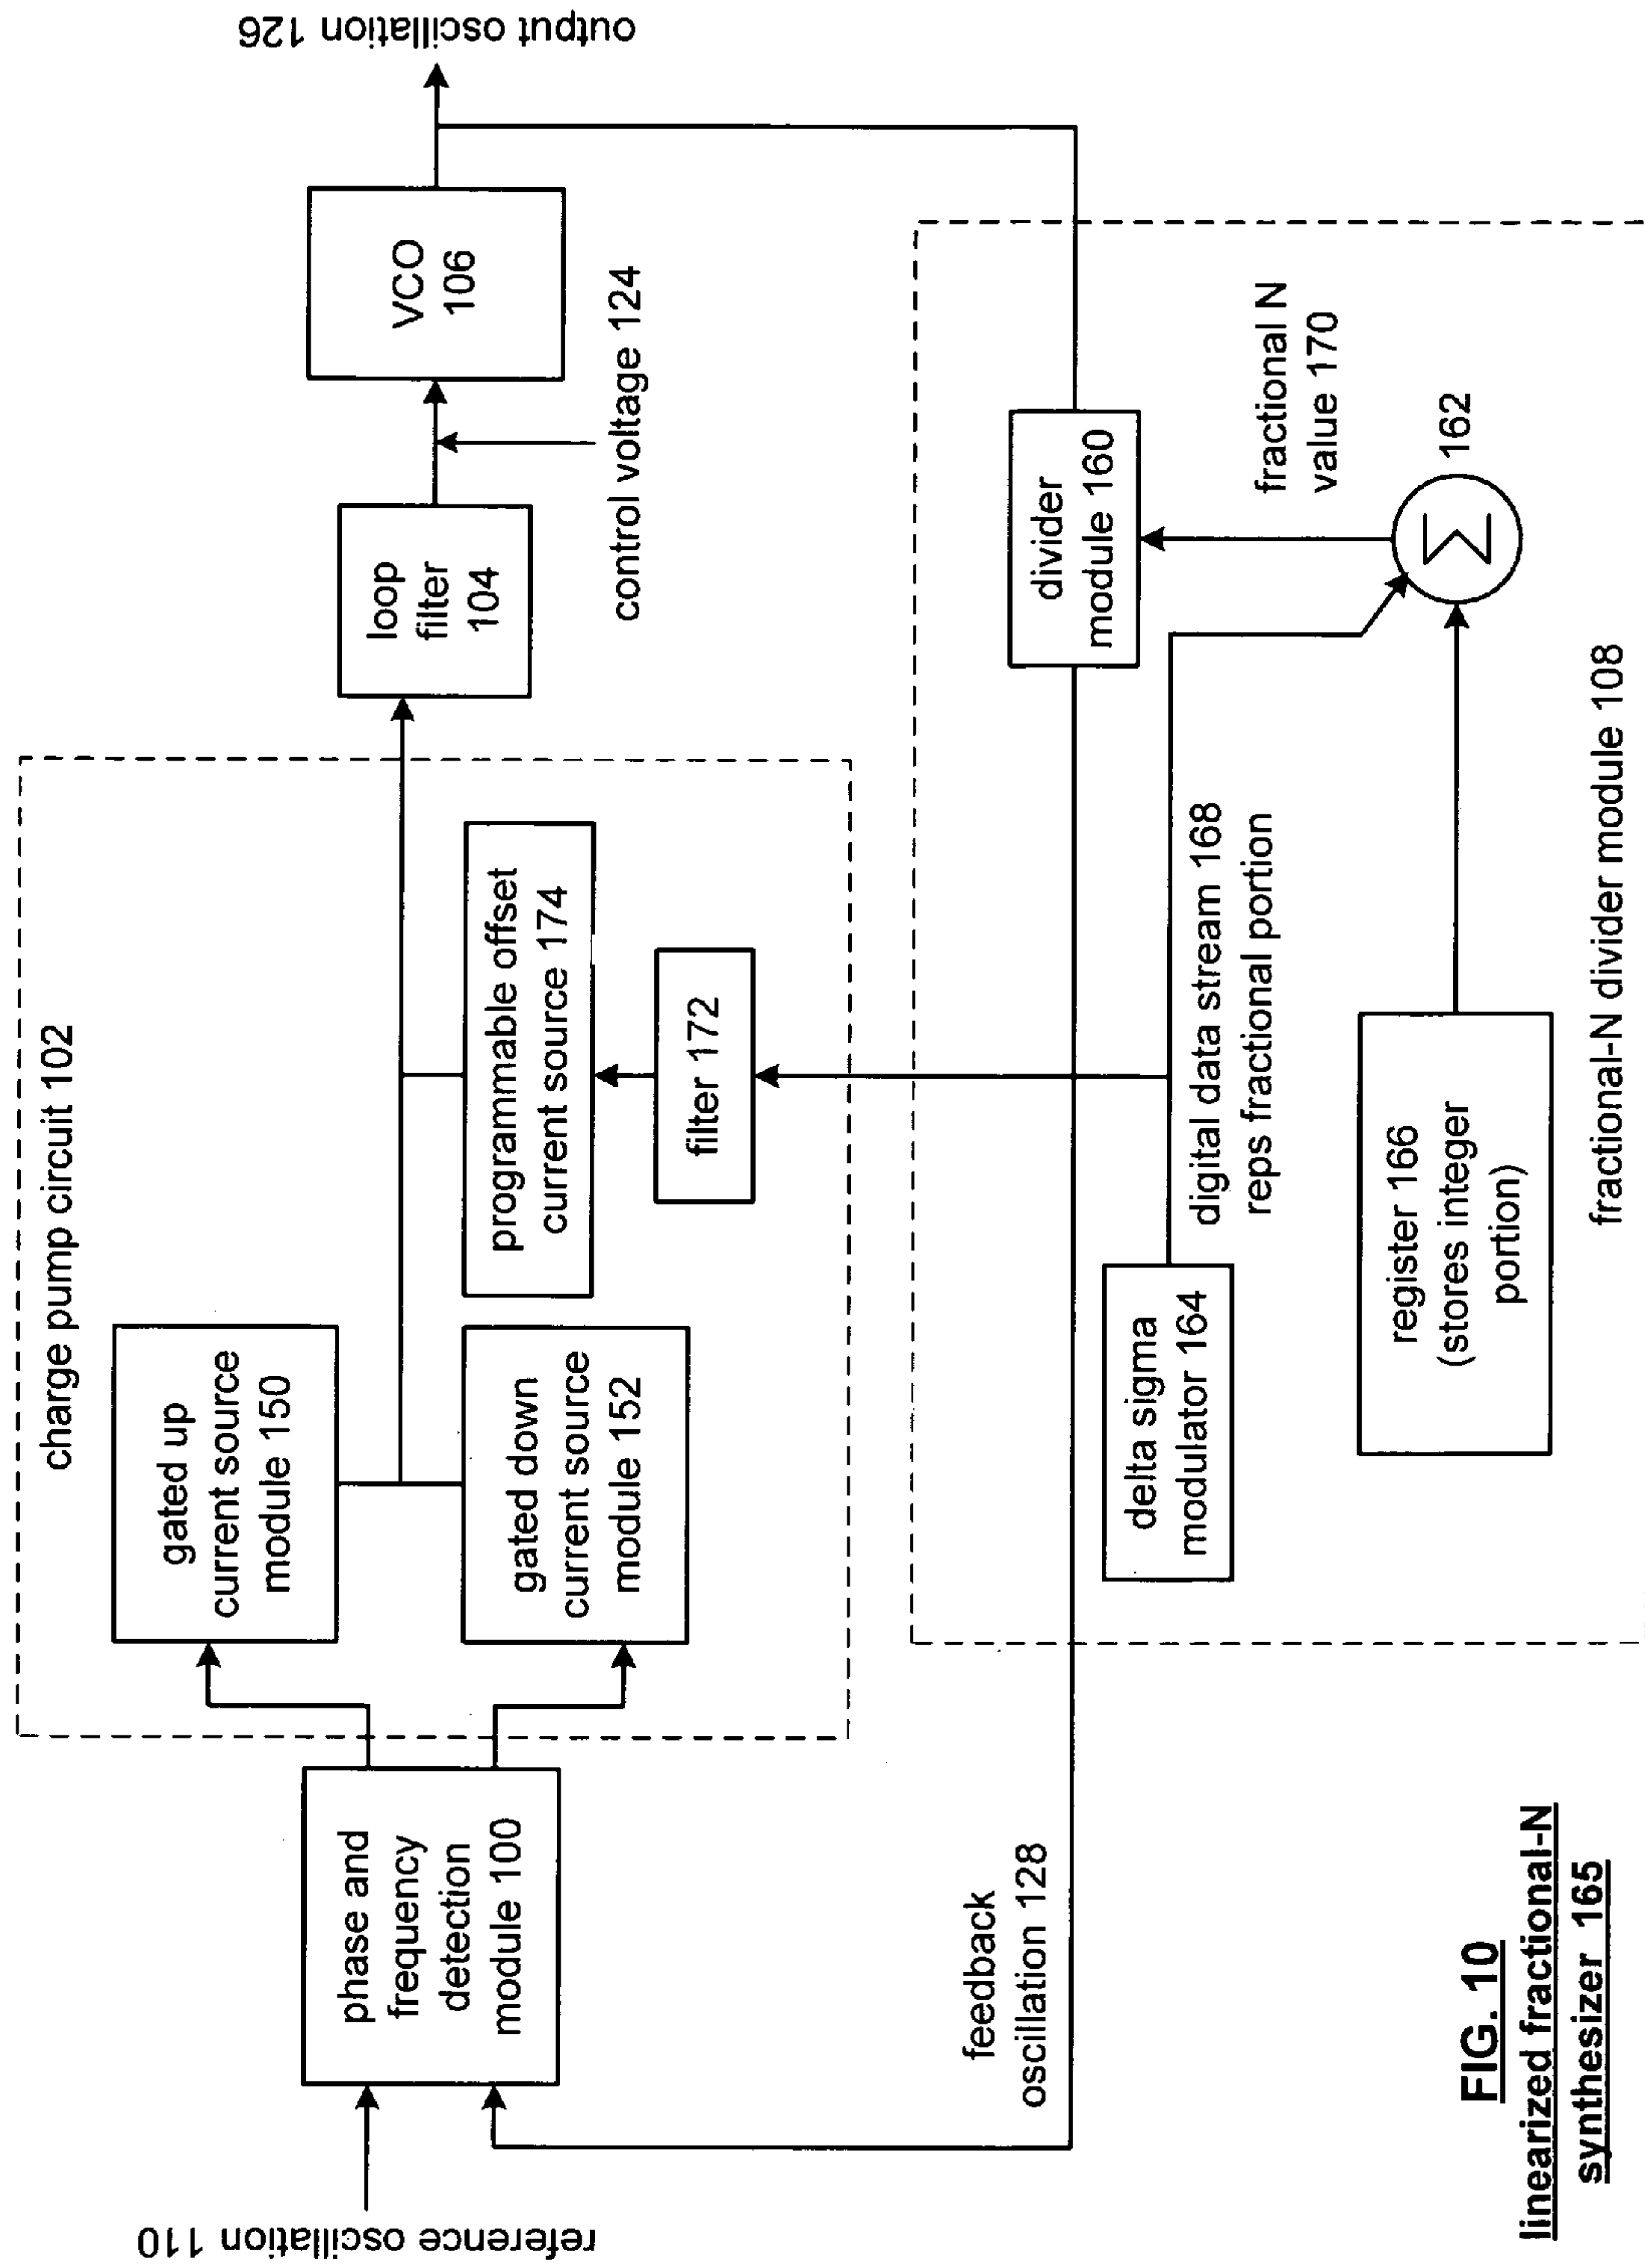 charge pump circuit 102
gated up
current source
module 150
gated down
current source
module 152
programmable offset
current source 174
filter 172
phase and
frequency
detection
module 100
reference oscillation 110
loop
filter
104
control voltage 124
VCO
106
output oscillation 126
feedback
oscillation 128
divider
module 160
fractional N
value 170
Σ
162
delta sigma
modulator 164
digital data stream 168
reps fractional portion
register 166
(stores integer
portion)
fractional-N divider module 108
FIG. 10
linearized fractional-N
synthesizer 165